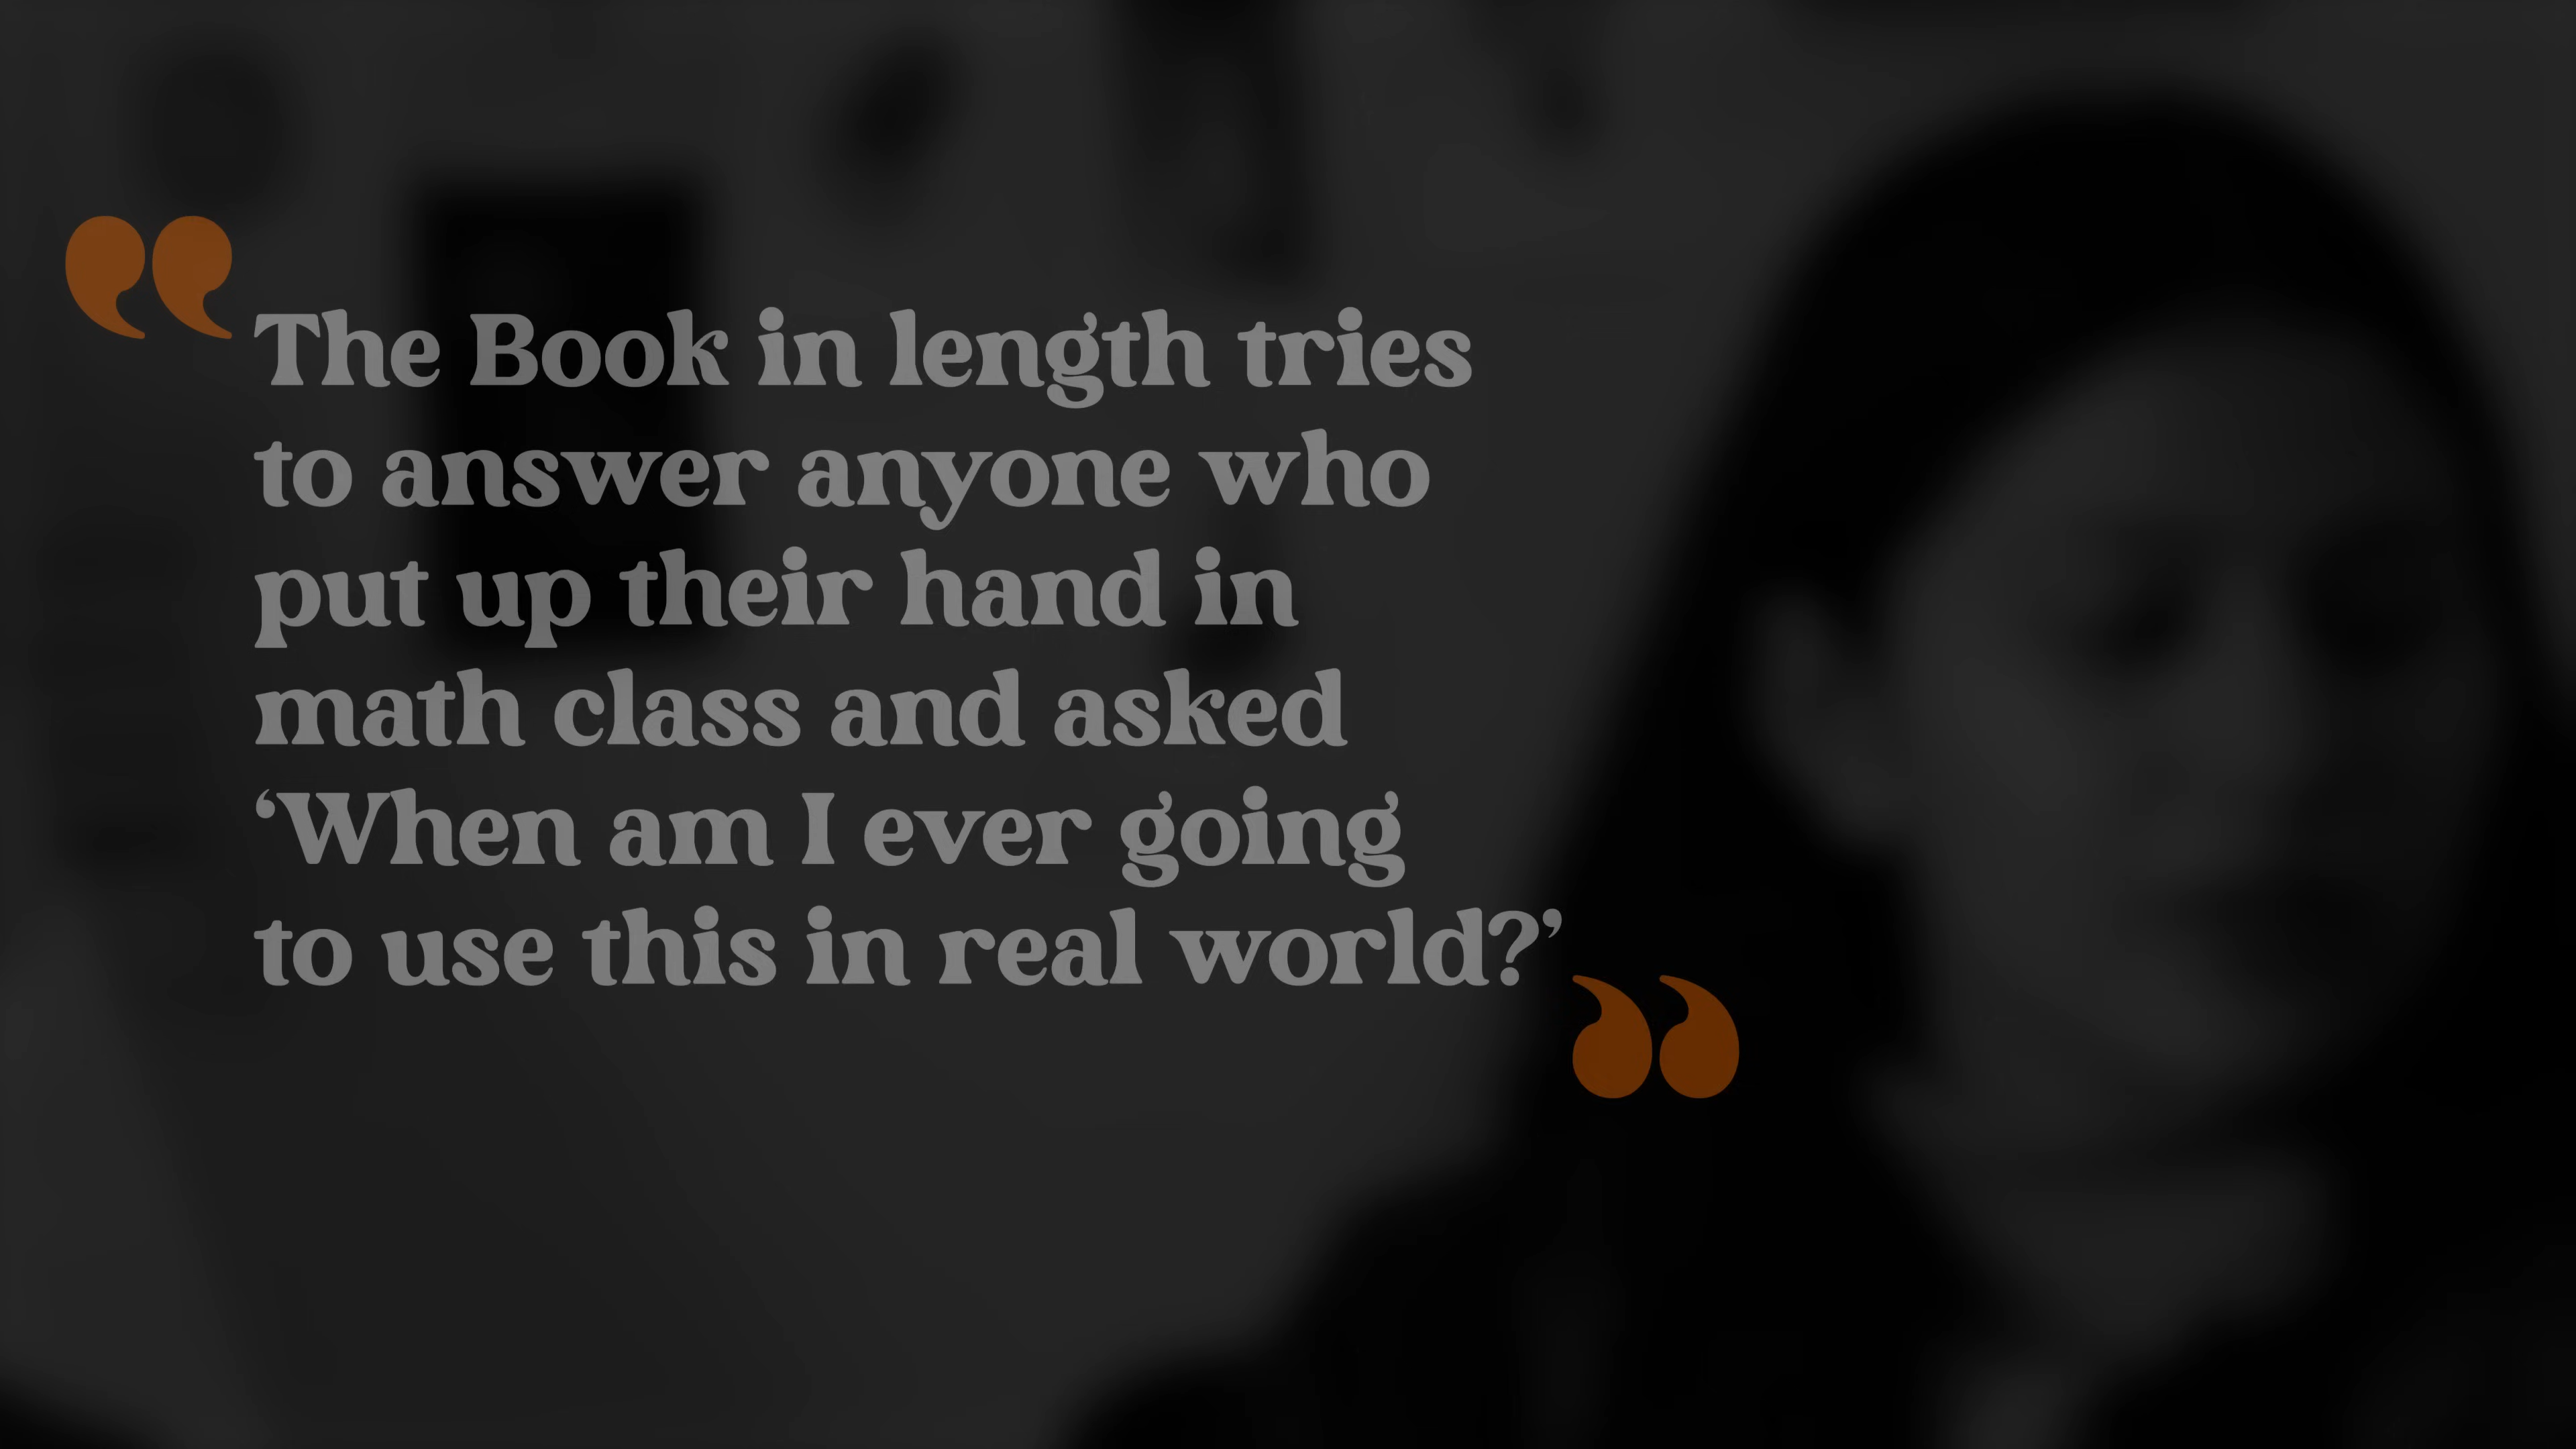 “The Book in length tries
to answer anyone who
put up their hand in
math class and asked
‘When am I ever going
to use this in real world?’”